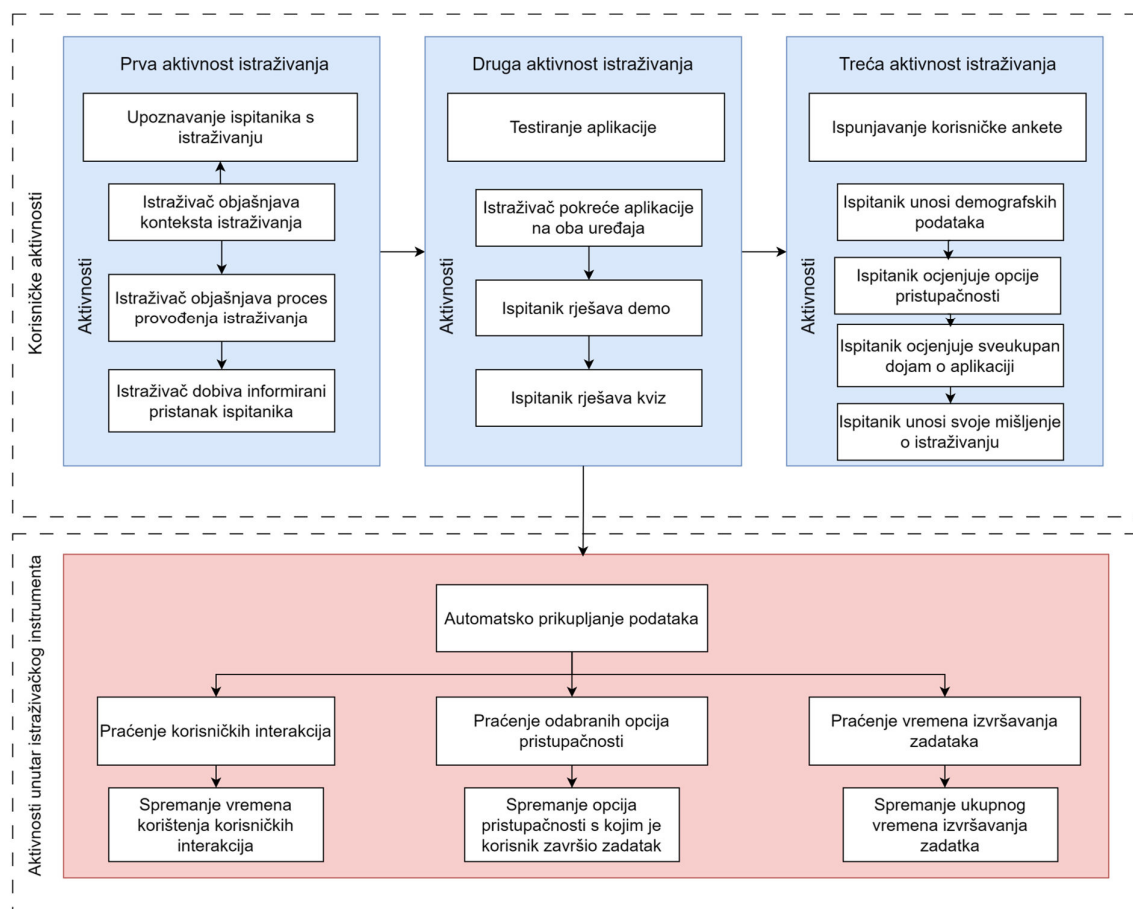 Korisničke aktivnosti
Prva aktivnost istraživanja
Upoznavanje ispitanika s
istraživanju
Aktivnosti
Istraživač objašnjava
konteksta istraživanja
Istraživač objašnjava proces
provođenja istraživanja
Istraživač dobiva informirani
pristanak ispitanika
Druga aktivnost istraživanja
Testiranje aplikacije
Aktivnosti
Istraživač pokreće aplikacije
na oba uređaja
Ispitanik rješava demo
Ispitanik rješava kviz
Treća aktivnost istraživanja
Ispunjavanje korisničke ankete
Aktivnosti
Ispitanik unosi demografskih
podataka
Ispitanik ocjenjuje opcije
pristupačnosti
Ispitanik ocjenjuje sveukupan
dojam o aplikaciji
Ispitanik unosi svoje mišljenje
o istraživanju
Aktivnosti unutar istraživačkog instrumenta
Automatsko prikupljanje podataka
Praćenje korisničkih interakcija
Spremanje vremena
korištenja korisničkih
interakcija
Praćenje odabranih opcija
pristupačnosti
Spremanje opcija
pristupačnosti s kojim je
korisnik završio zadatak
Praćenje vremena izvršavanja
zadataka
Spremanje ukupnog
vremena izvršavanja
zadatka